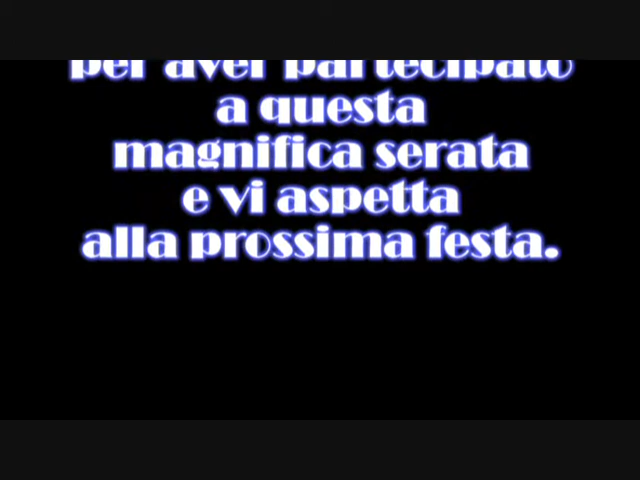 per aver partecipato
a questa
magnifica serata
e vi aspetta
alla prossima festa.